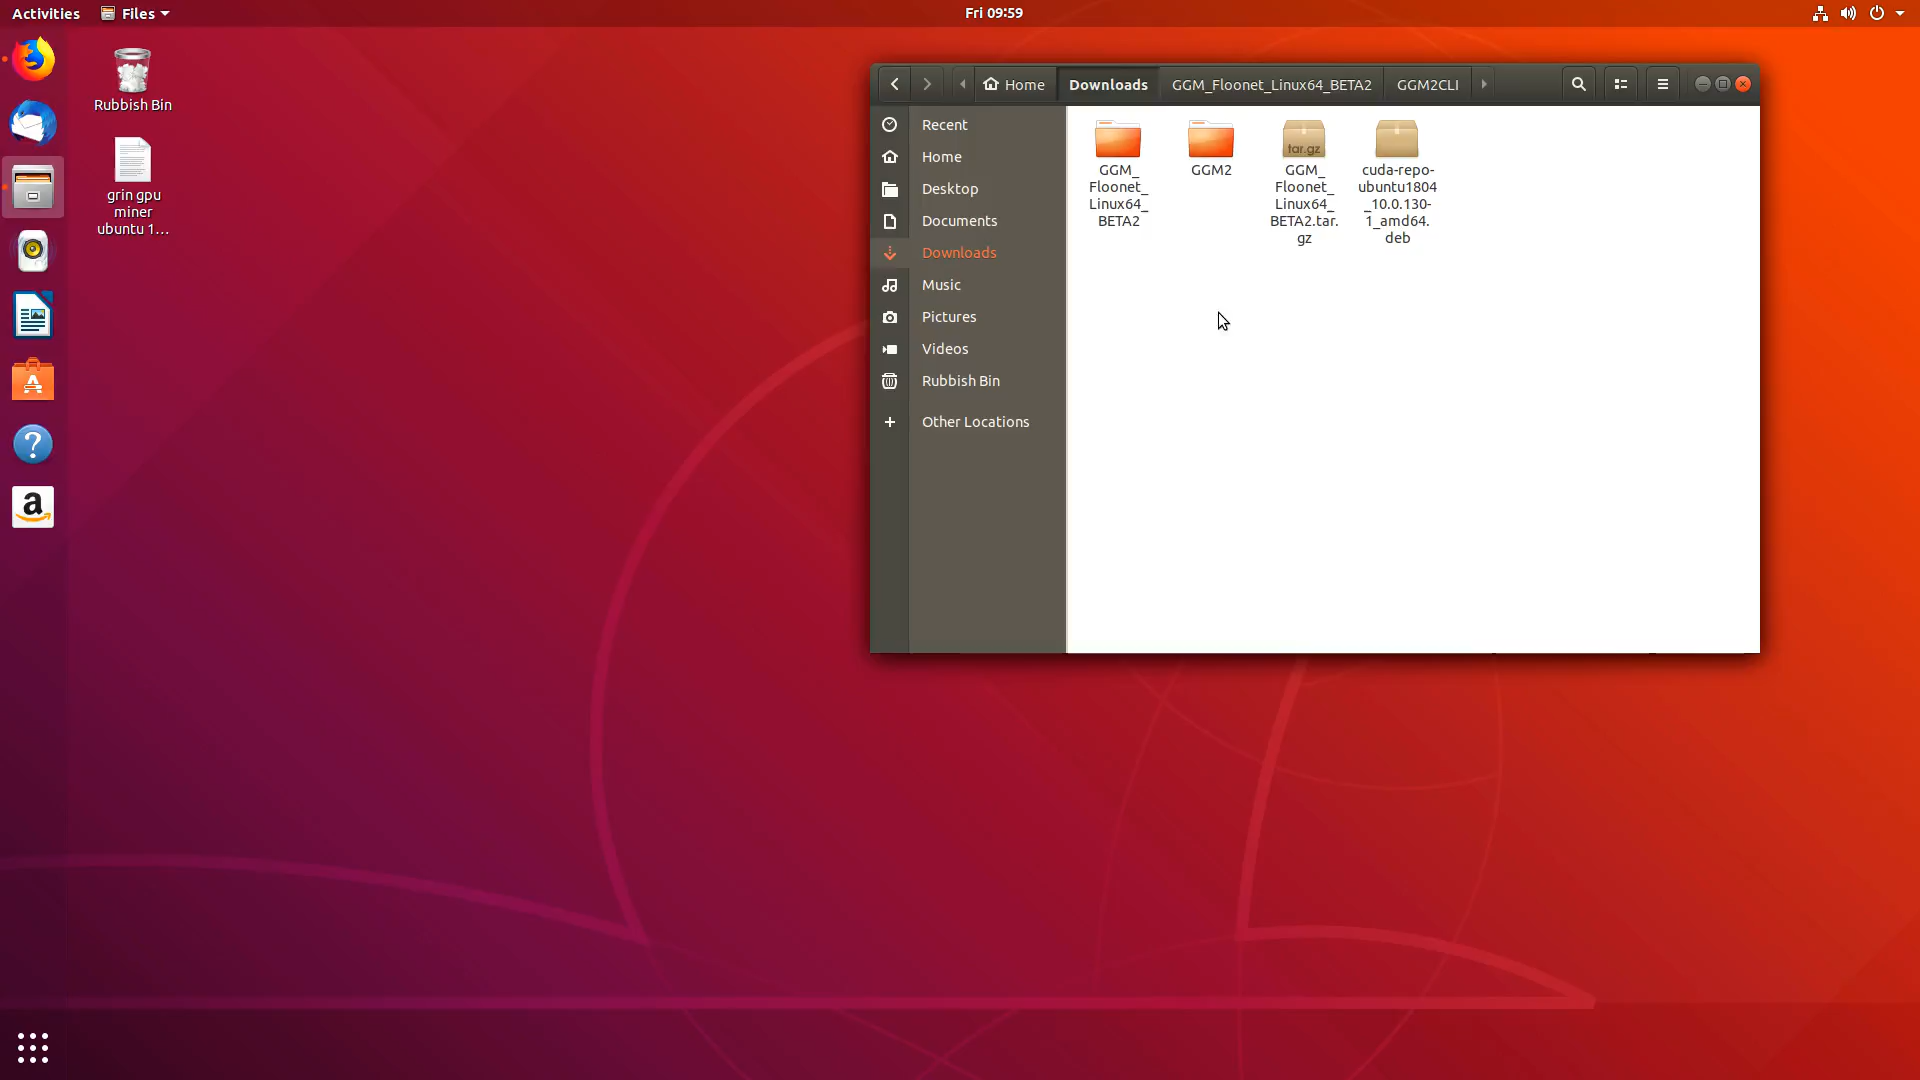 Activities
Files
Fri 09:59
Rubbish Bin
grin gpu
miner
ubuntu 1...
Home
Downloads
GGM_Floonet_Linux64_BETA2
GGM2CLI
Recent
Home
Desktop
Documents
Downloads
Music
Pictures
Videos
Rubbish Bin
Other Locations
GGM_
Floonet_
Linux64_
BETA2
GGM2
tar.gz
GGM_
Floonet_
Linux64_
BETA2.tar.
gz
cuda-repo-
ubuntu1804
_10.0.130-
1_amd64.
deb